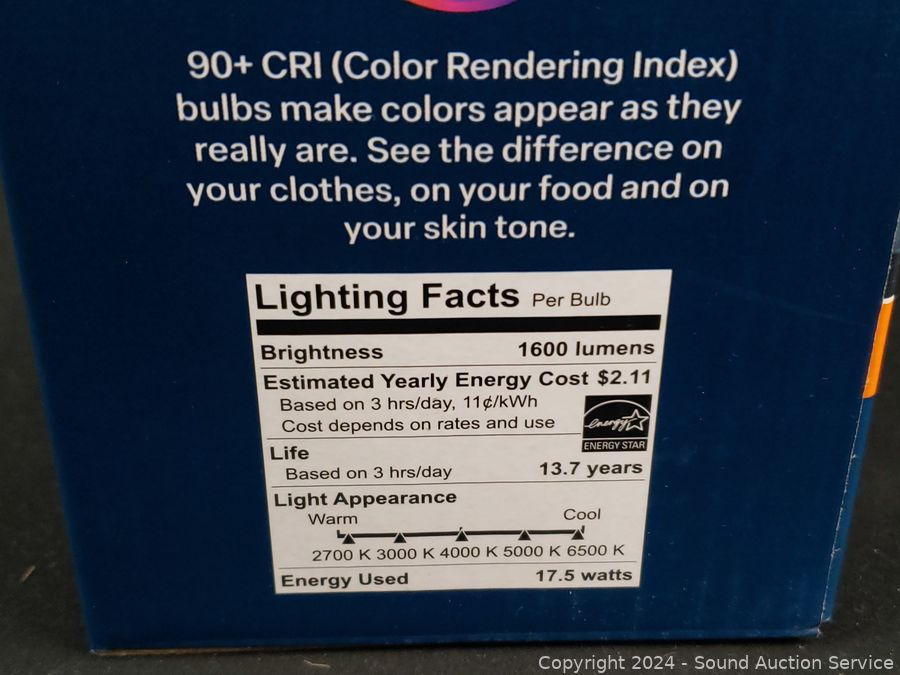 90+ CRI (Color Rendering Index)
bulbs make colors appear as they
really are. See the difference on
your clothes, on your food and on
your skin tone.
Lighting Facts Per Bulb
Brightness 1600 lumens
Estimated Yearly Energy Cost $2.11
Based on 3 hrs/day, 11¢/kWh
Cost depends on rates and use
energy
ENERGY STAR
Life
Based on 3 hrs/day 13.7 years
Light Appearance
Warm Cool
2700 K 3000 K 4000 K 5000 K 6500 K
Energy Used 17.5 watts
Copyright 2024 - Sound Auction Service